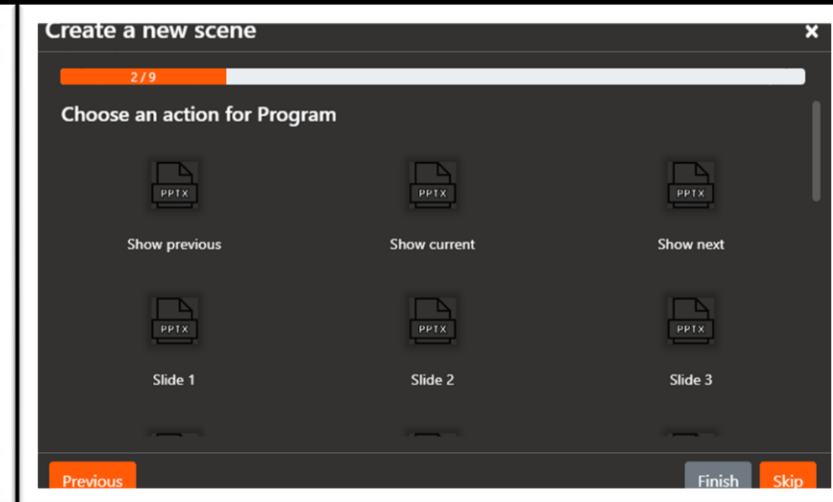 Create a new scene ×
2/9
Choose an action for Program
PPTX PPTX PPTX
Show previous Show current Show next
PPTX PPTX PPTX
Slide 1 Slide 2 Slide 3
Previous Finish Skip